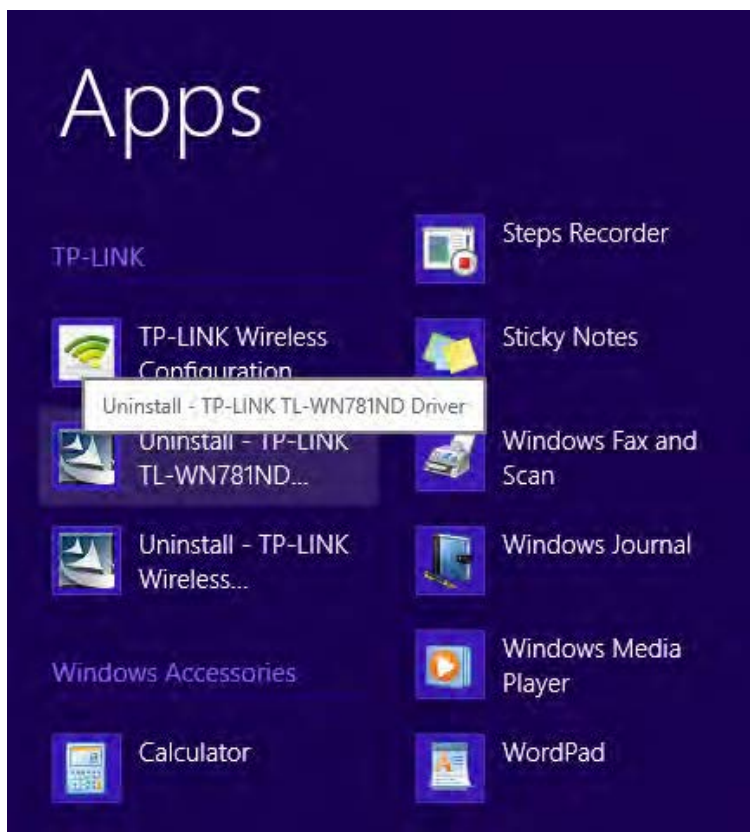 Apps
TP-LINK
TP-LINK Wireless
Configuration
Uninstall - TP-LINK TL-WN781ND Driver
Uninstall - TP-LINK
TL-WN781ND...
Uninstall - TP-LINK
Wireless...
Windows Accessories
Calculator
Steps Recorder
Sticky Notes
Windows Fax and
Scan
Windows Journal
Windows Media
Player
WordPad